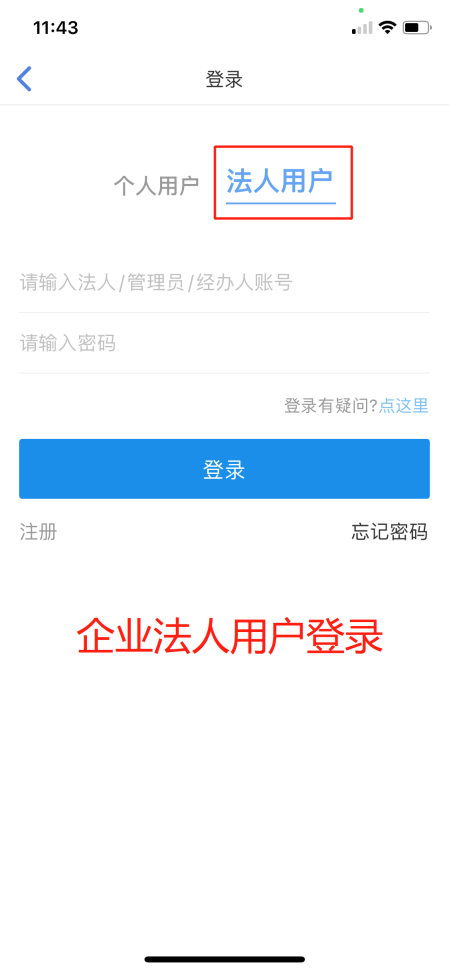 11:43
登录
个人用户 法人用户
请输入法人/管理员/经办人账号
请输入密码
登录有疑问?点这里
登录
注册 忘记密码
企业法人用户登录